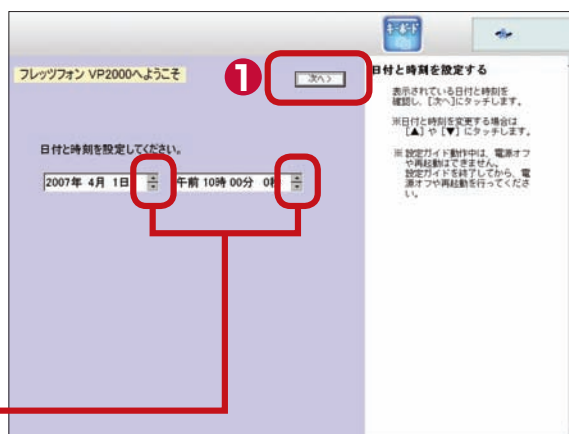 キーボード
フレッツフォン VP2000へようこそ
❶
次へ>
日付と時刻を設定してください。
2007年 4月 1日 午前 10時 00分 0秒
日付と時刻を設定する
表示されている日付と時刻を
確認し、[次へ]にタッチします。
※日付と時刻を変更する場合は
[▲] や [▼] にタッチします。
※ 設定ガイド動作中は、電源オフ
や再起動はできません。
設定ガイドを終了してから、電
源オフや再起動を行ってくださ
い。